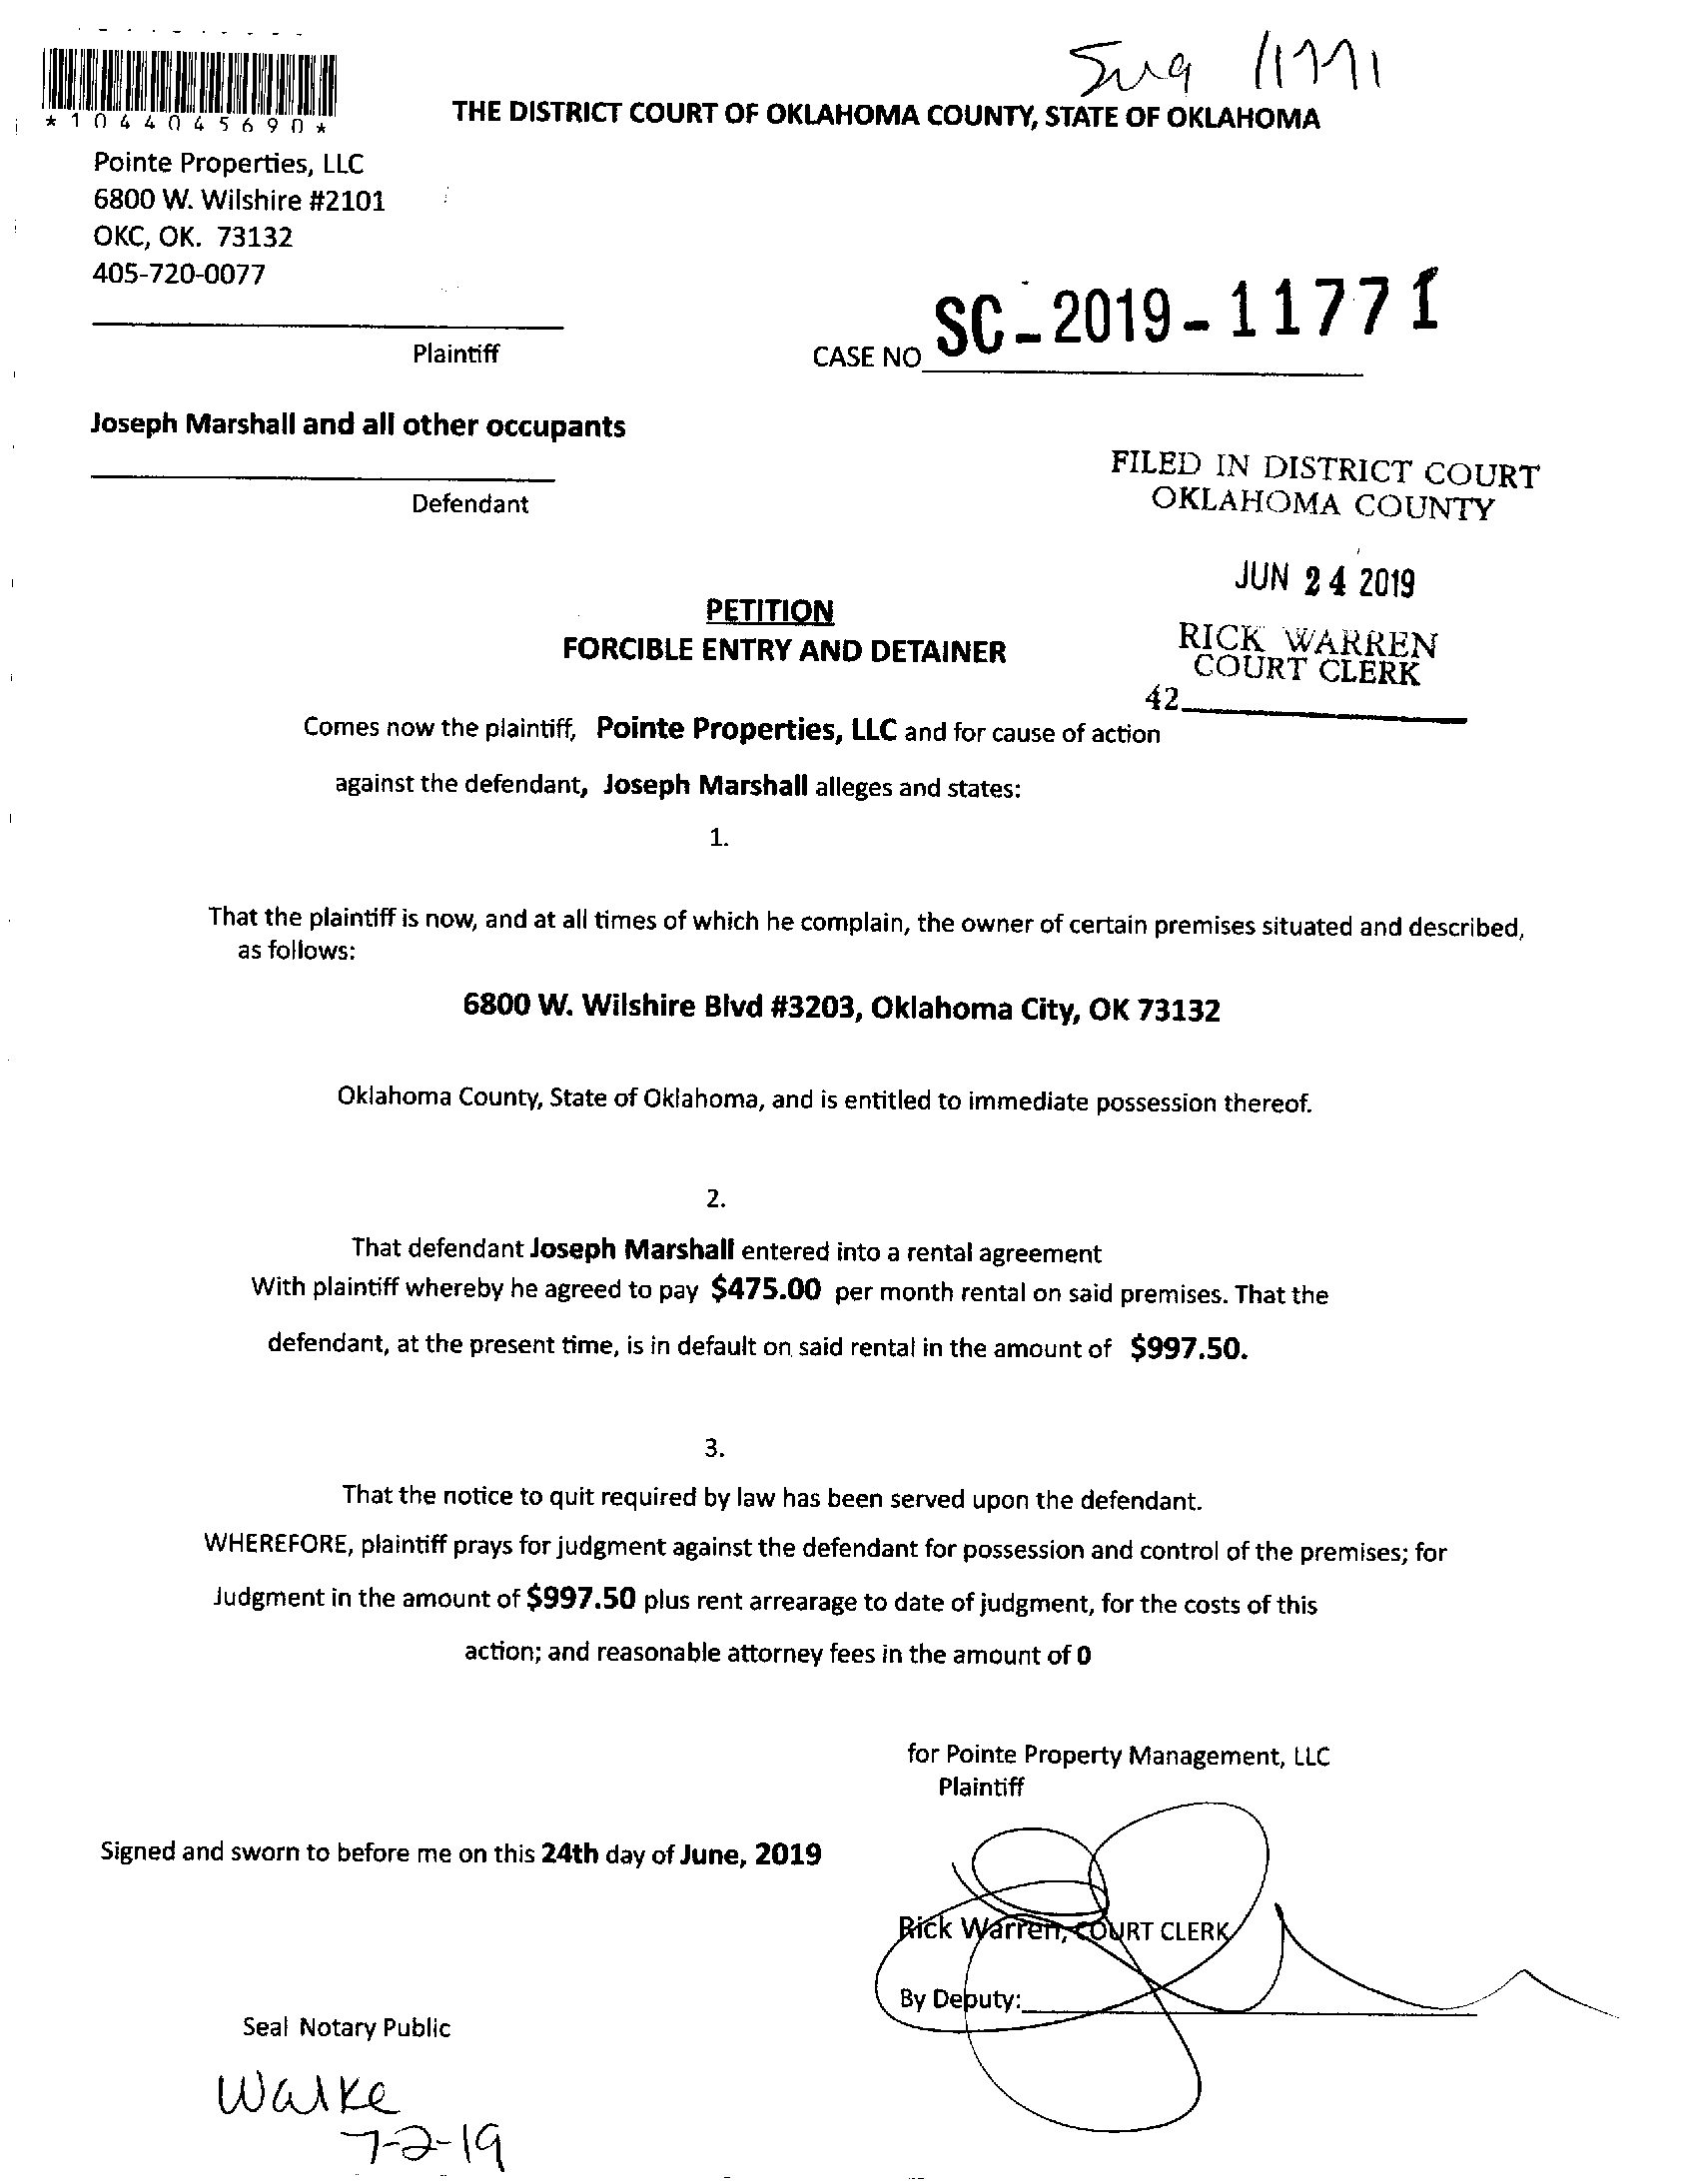 THE DISTRICT COURT OF OKLAHOMA COUNTY, STATE OF OKLAHOMA
*1044045690*
Pointe Properties, LLC
6800 W. Wilshire #2101
OKC, OK. 73132
405-720-0077
Plaintiff
CASE NO SC-2019-11771
Joseph Marshall and all other occupants
Defendant
FILED IN DISTRICT COURT
OKLAHOMA COUNTY
JUN 24 2019
RICK WARREN
COURT CLERK
42
PETITION
FORCIBLE ENTRY AND DETAINER
Comes now the plaintiff, Pointe Properties, LLC and for cause of action
against the defendant, Joseph Marshall alleges and states:
1.
That the plaintiff is now, and at all times of which he complain, the owner of certain premises situated and described,
as follows:
6800 W. Wilshire Blvd #3203, Oklahoma City, OK 73132
Oklahoma County, State of Oklahoma, and is entitled to immediate possession thereof.
2.
That defendant Joseph Marshall entered into a rental agreement
With plaintiff whereby he agreed to pay $475.00 per month rental on said premises. That the
defendant, at the present time, is in default on said rental in the amount of $997.50.
3.
That the notice to quit required by law has been served upon the defendant.
WHEREFORE, plaintiff prays for judgment against the defendant for possession and control of the premises; for
Judgment in the amount of $997.50 plus rent arrearage to date of judgment, for the costs of this
action; and reasonable attorney fees in the amount of 0
for Pointe Property Management, LLC
Plaintiff
Signed and sworn to before me on this 24th day of June, 2019
Rick Warren, COURT CLERK
By Deputy:
Seal Notary Public
Walke
7-2-19